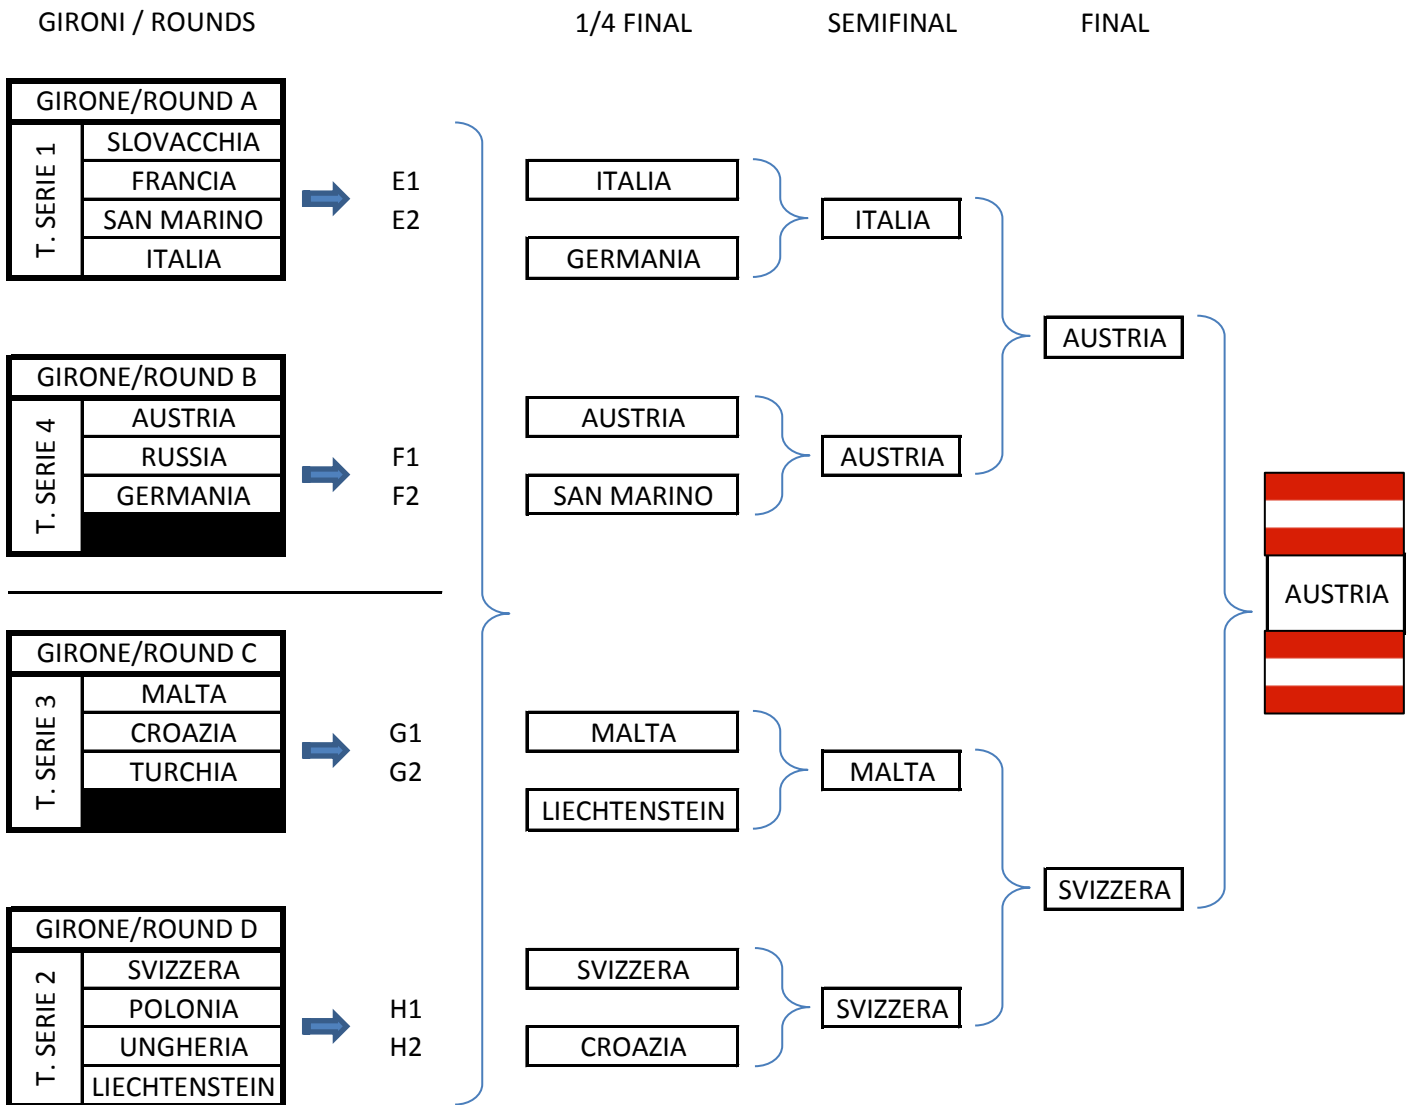 GIRONI / ROUNDS
1/4 FINAL
SEMIFINAL
FINAL
GIRONE/ROUND A
T. SERIE 1
SLOVACCHIA
FRANCIA
SAN MARINO
ITALIA
E1
E2
GIRONE/ROUND B
T. SERIE 4
AUSTRIA
RUSSIA
GERMANIA
F1
F2
GIRONE/ROUND C
T. SERIE 3
MALTA
CROAZIA
TURCHIA
G1
G2
GIRONE/ROUND D
T. SERIE 2
SVIZZERA
POLONIA
UNGHERIA
LIECHTENSTEIN
H1
H2
ITALIA
GERMANIA
AUSTRIA
SAN MARINO
MALTA
LIECHTENSTEIN
SVIZZERA
CROAZIA
ITALIA
AUSTRIA
MALTA
SVIZZERA
AUSTRIA
SVIZZERA
AUSTRIA